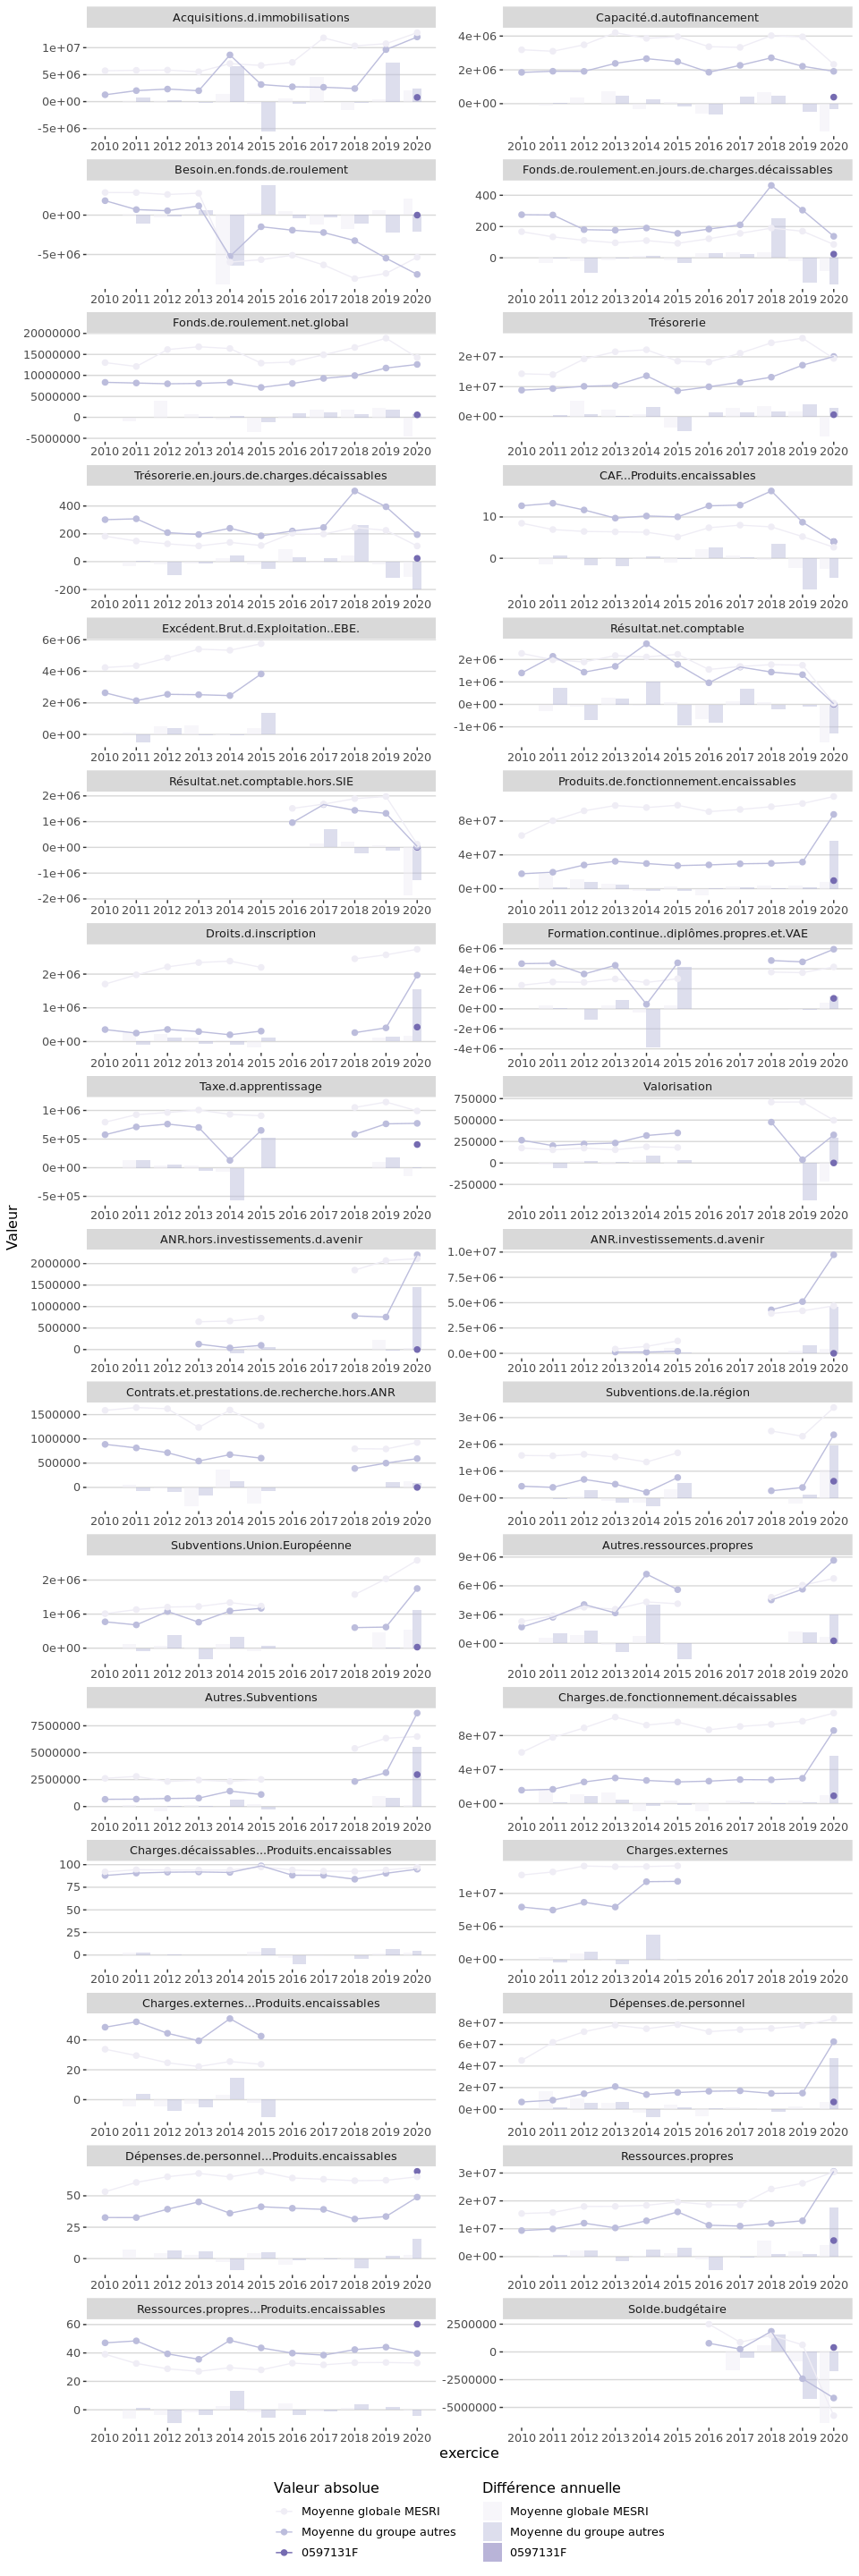 Acquisitions.d.immobilisations
1e+07
5e+06
0e+00
-5e+06
2010 2011 2012 2013 2014 2015 2016 2017 2018 2019 2020
Capacité.d.autofinancement
4e+06
2e+06
0e+00
2010 2011 2012 2013 2014 2015 2016 2017 2018 2019 2020
Besoin.en.fonds.de.roulement
0e+00
-5e+06
2010 2011 2012 2013 2014 2015 2016 2017 2018 2019 2020
Fonds.de.roulement.en.jours.de.charges.décaissables
400
200
0
2010 2011 2012 2013 2014 2015 2016 2017 2018 2019 2020
Fonds.de.roulement.net.global
20000000
15000000
10000000
5000000
0
-5000000
2010 2011 2012 2013 2014 2015 2016 2017 2018 2019 2020
Trésorerie
2e+07
1e+07
0e+00
2010 2011 2012 2013 2014 2015 2016 2017 2018 2019 2020
Trésorerie.en.jours.de.charges.décaissables
400
200
0
-200
2010 2011 2012 2013 2014 2015 2016 2017 2018 2019 2020
CAF...Produits.encaissables
10
0
2010 2011 2012 2013 2014 2015 2016 2017 2018 2019 2020
Excédent.Brut.d.Exploitation..EBE.
6e+06
4e+06
2e+06
0e+00
2010 2011 2012 2013 2014 2015 2016 2017 2018 2019 2020
Résultat.net.comptable
2e+06
1e+06
0e+00
-1e+06
2010 2011 2012 2013 2014 2015 2016 2017 2018 2019 2020
Résultat.net.comptable.hors.SIE
2e+06
1e+06
0e+00
-1e+06
-2e+06
2010 2011 2012 2013 2014 2015 2016 2017 2018 2019 2020
Produits.de.fonctionnement.encaissables
8e+07
4e+07
0e+00
2010 2011 2012 2013 2014 2015 2016 2017 2018 2019 2020
Droits.d.inscription
2e+06
1e+06
0e+00
2010 2011 2012 2013 2014 2015 2016 2017 2018 2019 2020
Formation.continue..diplômes.propres.et.VAE
6e+06
4e+06
2e+06
0e+00
-2e+06
-4e+06
2010 2011 2012 2013 2014 2015 2016 2017 2018 2019 2020
Taxe.d.apprentissage
1e+06
5e+05
0e+00
-5e+05
2010 2011 2012 2013 2014 2015 2016 2017 2018 2019 2020
Valorisation
750000
500000
250000
0
-250000
2010 2011 2012 2013 2014 2015 2016 2017 2018 2019 2020
Valeur
ANR.hors.investissements.d.avenir
2000000
1500000
1000000
500000
0
2010 2011 2012 2013 2014 2015 2016 2017 2018 2019 2020
ANR.investissements.d.avenir
1.0e+07
7.5e+06
5.0e+06
2.5e+06
0.0e+00
2010 2011 2012 2013 2014 2015 2016 2017 2018 2019 2020
Contrats.et.prestations.de.recherche.hors.ANR
1500000
1000000
500000
0
2010 2011 2012 2013 2014 2015 2016 2017 2018 2019 2020
Subventions.de.la.région
3e+06
2e+06
1e+06
0e+00
2010 2011 2012 2013 2014 2015 2016 2017 2018 2019 2020
Subventions.Union.Européenne
2e+06
1e+06
0e+00
2010 2011 2012 2013 2014 2015 2016 2017 2018 2019 2020
Autres.ressources.propres
9e+06
6e+06
3e+06
0e+00
2010 2011 2012 2013 2014 2015 2016 2017 2018 2019 2020
Autres.Subventions
7500000
5000000
2500000
0
2010 2011 2012 2013 2014 2015 2016 2017 2018 2019 2020
Charges.de.fonctionnement.décaissables
8e+07
4e+07
0e+00
2010 2011 2012 2013 2014 2015 2016 2017 2018 2019 2020
Charges.décaissables...Produits.encaissables
100
75
50
25
0
2010 2011 2012 2013 2014 2015 2016 2017 2018 2019 2020
Charges.externes
1e+07
5e+06
0e+00
2010 2011 2012 2013 2014 2015 2016 2017 2018 2019 2020
Charges.externes...Produits.encaissables
40
20
0
2010 2011 2012 2013 2014 2015 2016 2017 2018 2019 2020
Dépenses.de.personnel
8e+07
6e+07
4e+07
2e+07
0e+00
2010 2011 2012 2013 2014 2015 2016 2017 2018 2019 2020
Dépenses.de.personnel...Produits.encaissables
50
25
0
2010 2011 2012 2013 2014 2015 2016 2017 2018 2019 2020
Ressources.propres
3e+07
2e+07
1e+07
0e+00
2010 2011 2012 2013 2014 2015 2016 2017 2018 2019 2020
Ressources.propres...Produits.encaissables
60
40
20
0
2010 2011 2012 2013 2014 2015 2016 2017 2018 2019 2020
Solde.budgétaire
2500000
0
-2500000
-5000000
2010 2011 2012 2013 2014 2015 2016 2017 2018 2019 2020
exercice
Valeur absolue
Moyenne globale MESRI
Moyenne du groupe autres
0597131F
Différence annuelle
Moyenne globale MESRI
Moyenne du groupe autres
0597131F